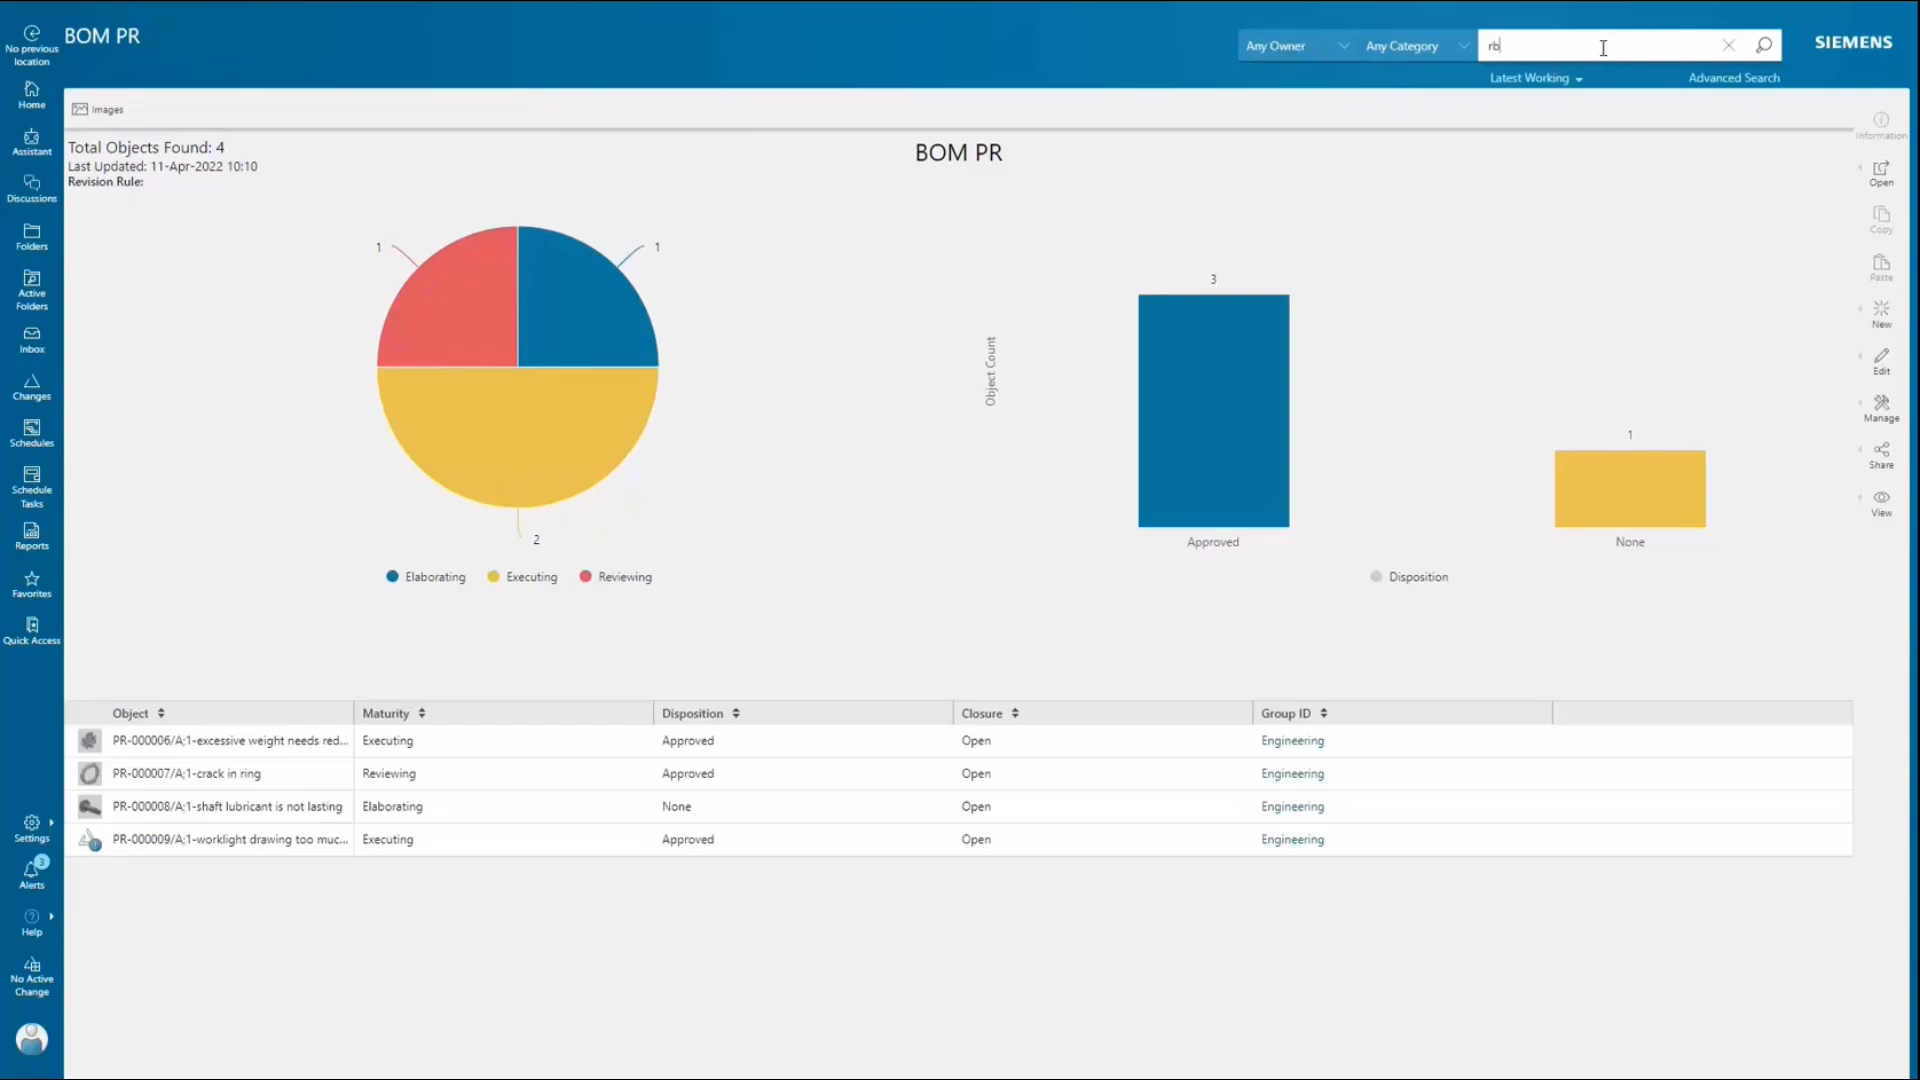 No previous
location
BOM PR
Any Owner
Any Category
rb
SIEMENS
Latest Working
Advanced Search
Home
Assistant
Discussions
Folders
Active
Folders
Inbox
Changes
Schedules
Schedule
Tasks
Reports
Favorites
Quick Access
Settings
3
Alerts
Help
No Active
Change
Images
Total Objects Found: 4
Last Updated: 11-Apr-2022 10:10
Revision Rule:
BOM PR
1
1
2
Elaborating Executing Reviewing
Object Count
3
1
Approved None
Disposition
Object Maturity Disposition Closure Group ID
PR-000006/A;1-excessive weight needs red... Executing Approved Open Engineering
PR-000007/A;1-crack in ring Reviewing Approved Open Engineering
PR-000008/A;1-shaft lubricant is not lasting Elaborating None Open Engineering
PR-000009/A;1-worklight drawing too muc... Executing Approved Open Engineering
Information
Open
Copy
Paste
New
Edit
Manage
Share
View